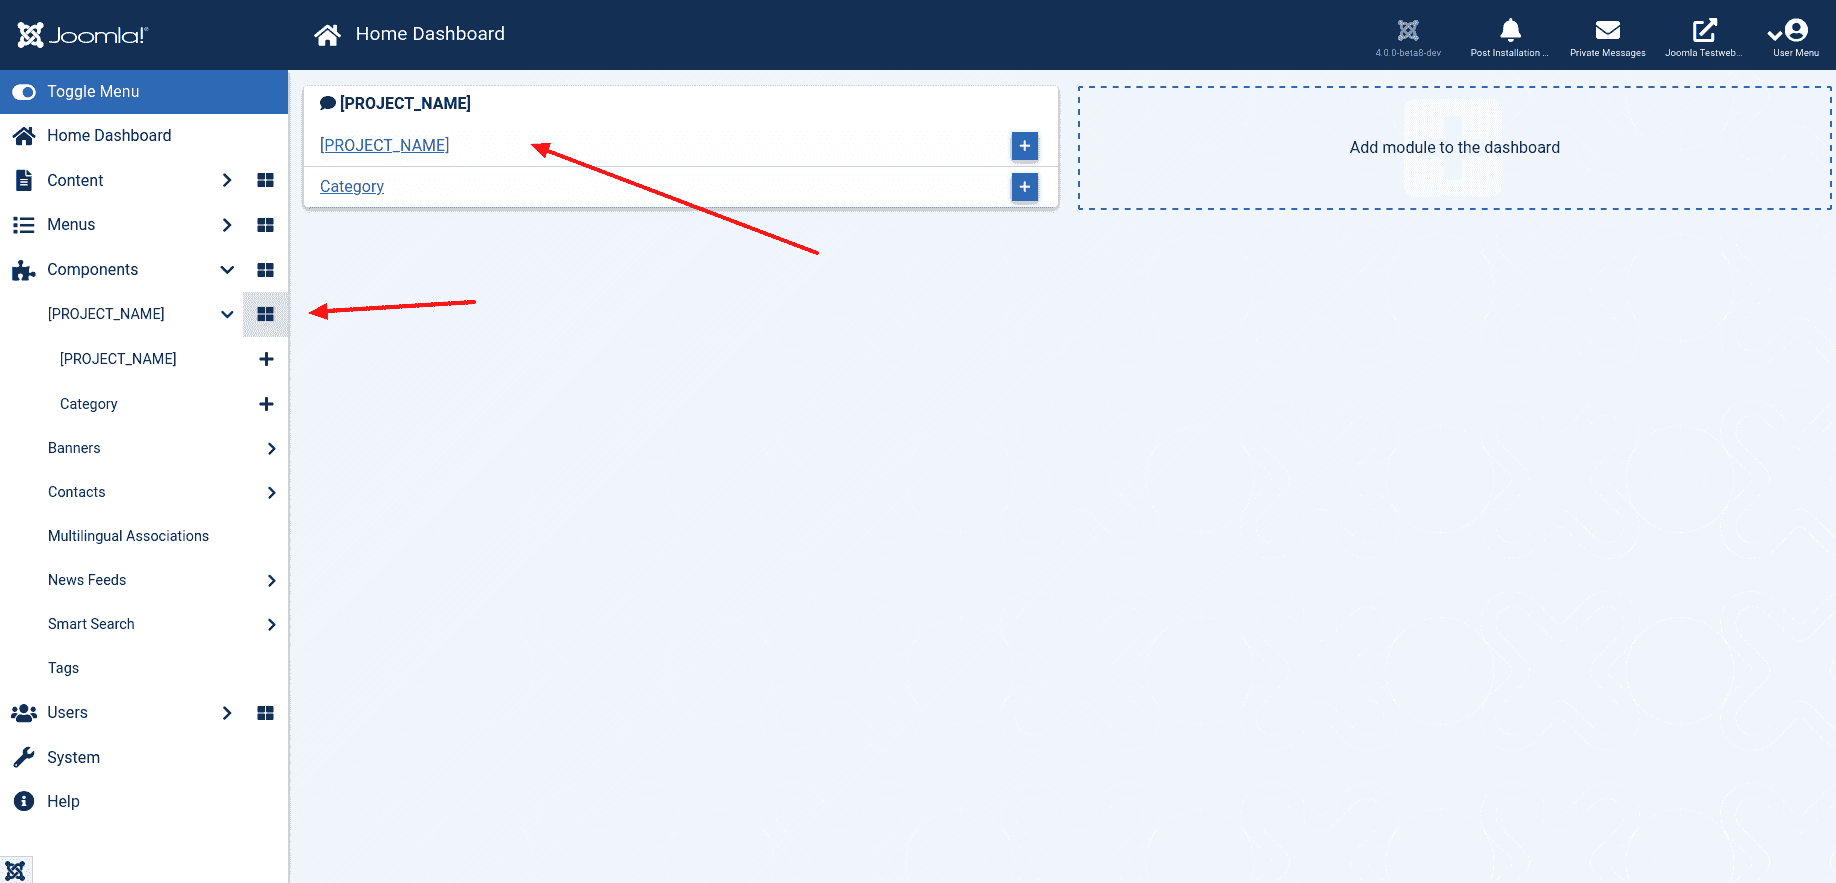 Joomla!
Home Dashboard
4.0.0-beta8-dev
Post Installation ...
Private Messages
Joomla Testweb...
User Menu
Toggle Menu
Home Dashboard
Content
Menus
Components
[PROJECT_NAME]
[PROJECT_NAME]
Category
Banners
Contacts
Multilingual Associations
News Feeds
Smart Search
Tags
Users
System
Help
[PROJECT_NAME]
[PROJECT_NAME]
Category
Add module to the dashboard